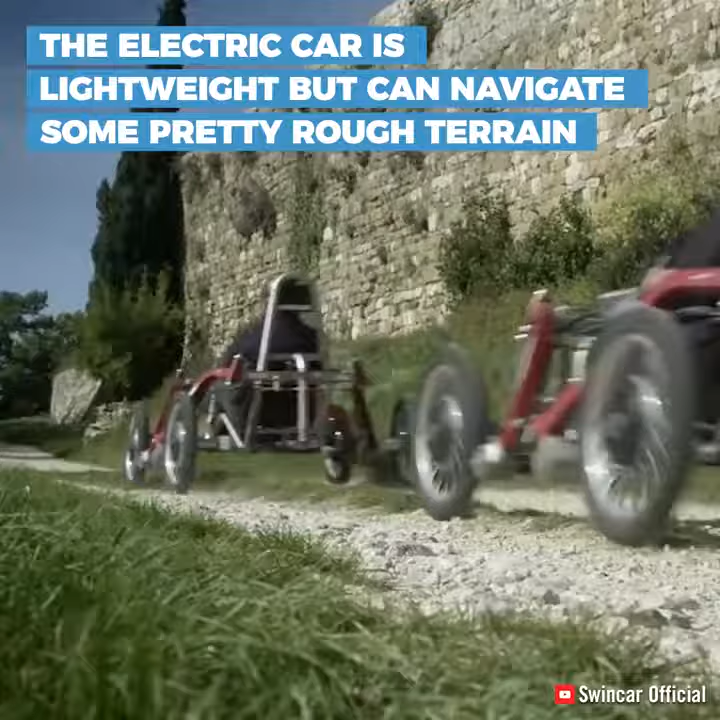 THE ELECTRIC CAR IS
LIGHTWEIGHT BUT CAN NAVIGATE
SOME PRETTY ROUGH TERRAIN
Swincar Official